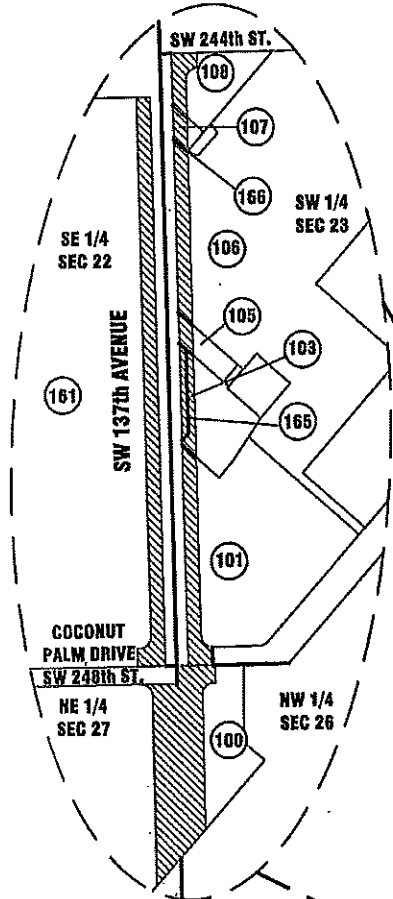 SW 244th ST.
108
107
166
SW 1/4
SEC 23
SE 1/4
SEC 22
106
105
103
SW 137th AVENUE
161
165
101
COCONUT
PALM DRIVE
SW 248th ST.
NE 1/4
SEC 27
NW 1/4
SEC 26
100